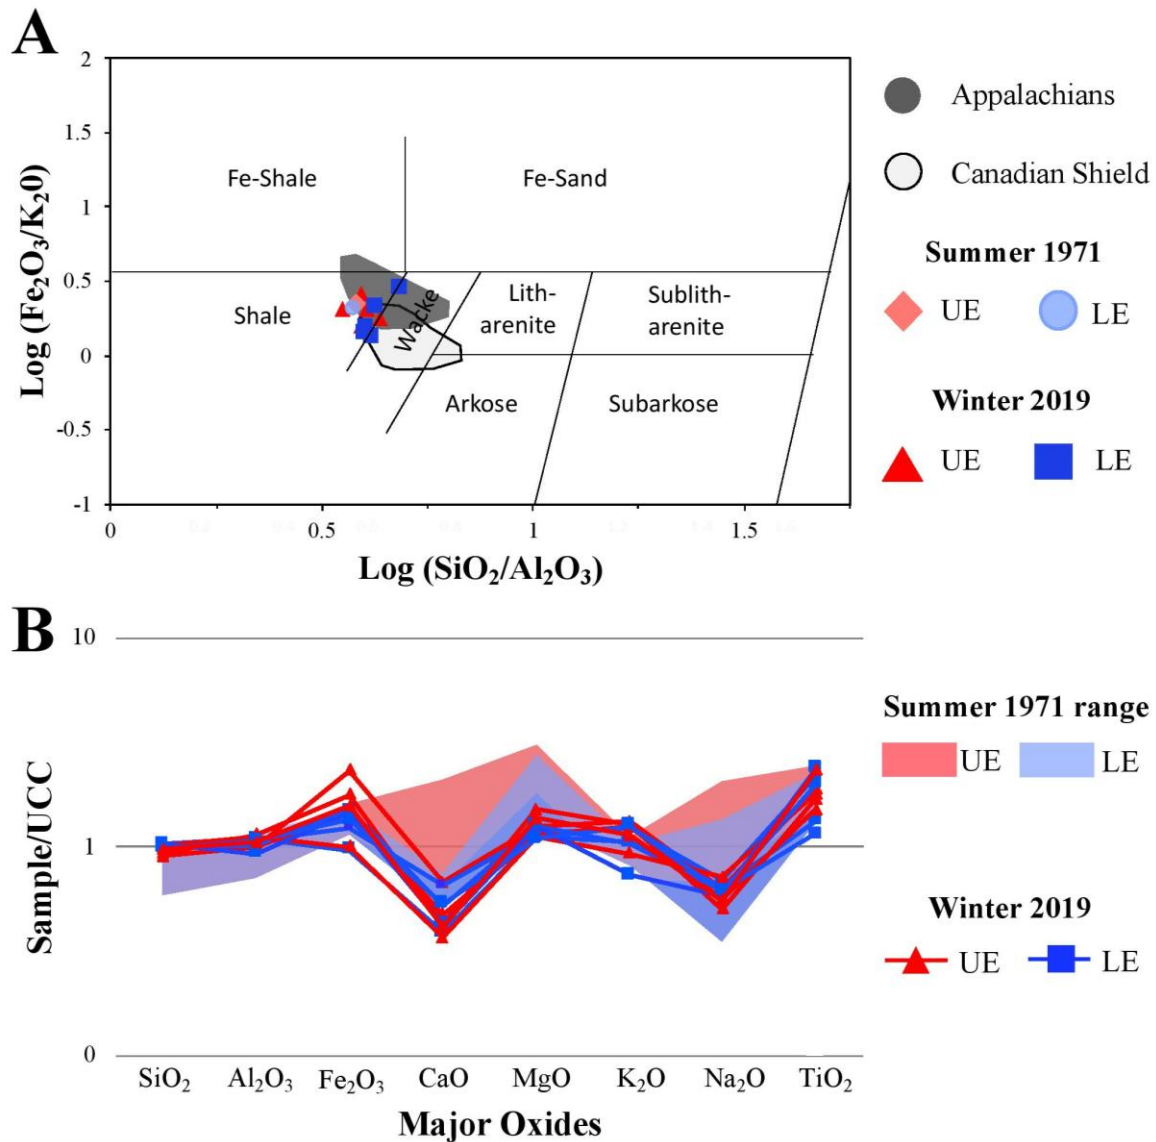 A
2
1.5
1
0.5
0
-0.5
-1
0
0.5
1
1.5
Log (Fe₂O₃/K₂0)
Log (SiO₂/Al₂O₃)
Fe-Shale
Fe-Sand
Shale
Wacke
Lith-
arenite
Sublith-
arenite
Arkose
Subarkose
Appalachians
Canadian Shield
Summer 1971
UE LE
Winter 2019
UE LE
B
10
1
0
Sample/UCC
SiO₂ Al₂O₃ Fe₂O₃ CaO MgO K₂O Na₂O TiO₂
Major Oxides
Summer 1971 range
UE LE
Winter 2019
UE LE